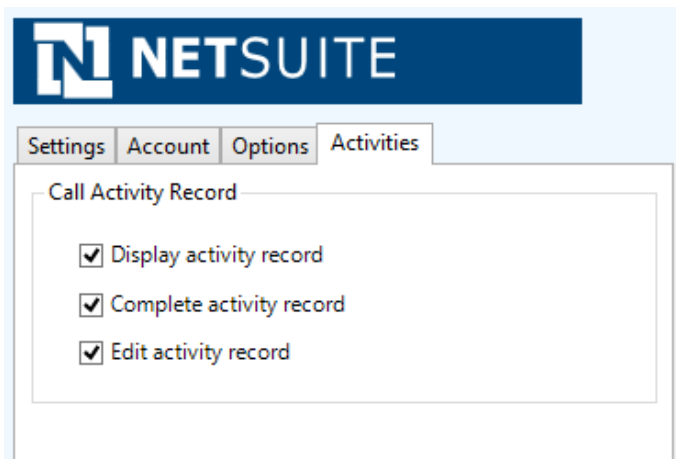 NETSUITE
Settings Account Options Activities
Call Activity Record
Display activity record
Complete activity record
Edit activity record